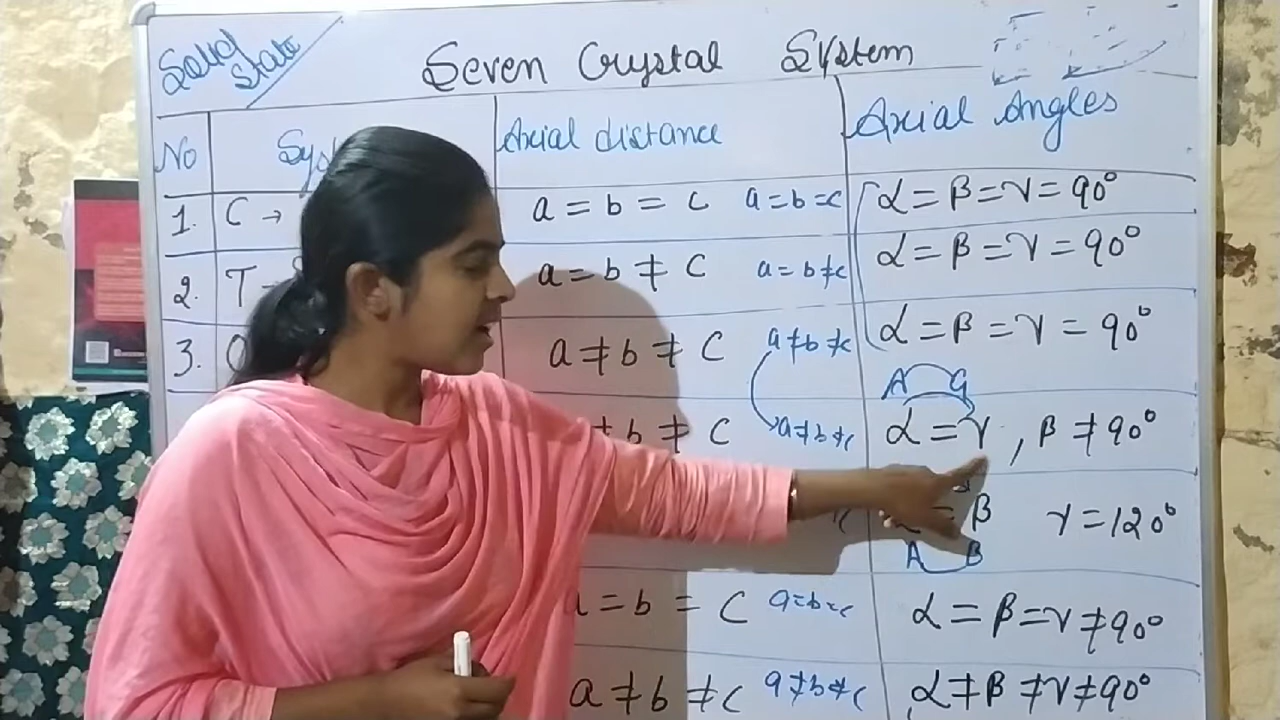 Solid state
Seven Crystal System
No Axial distance Axial Angles
1. C → a = b = c a = b = c α = β = γ = 90°
2. T a = b ≠ c a = b ≠ c α = β = γ = 90°
3. O a ≠ b ≠ c a ≠ b ≠ c α = β = γ = 90°
A G
≠ b ≠ c a ≠ b ≠ c α = γ , β ≠ 90°
= β γ = 120°
A B
= b = c a = b = c α = β = γ ≠ 90°
a ≠ b ≠ c a ≠ b ≠ c α ≠ β ≠ γ ≠ 90°